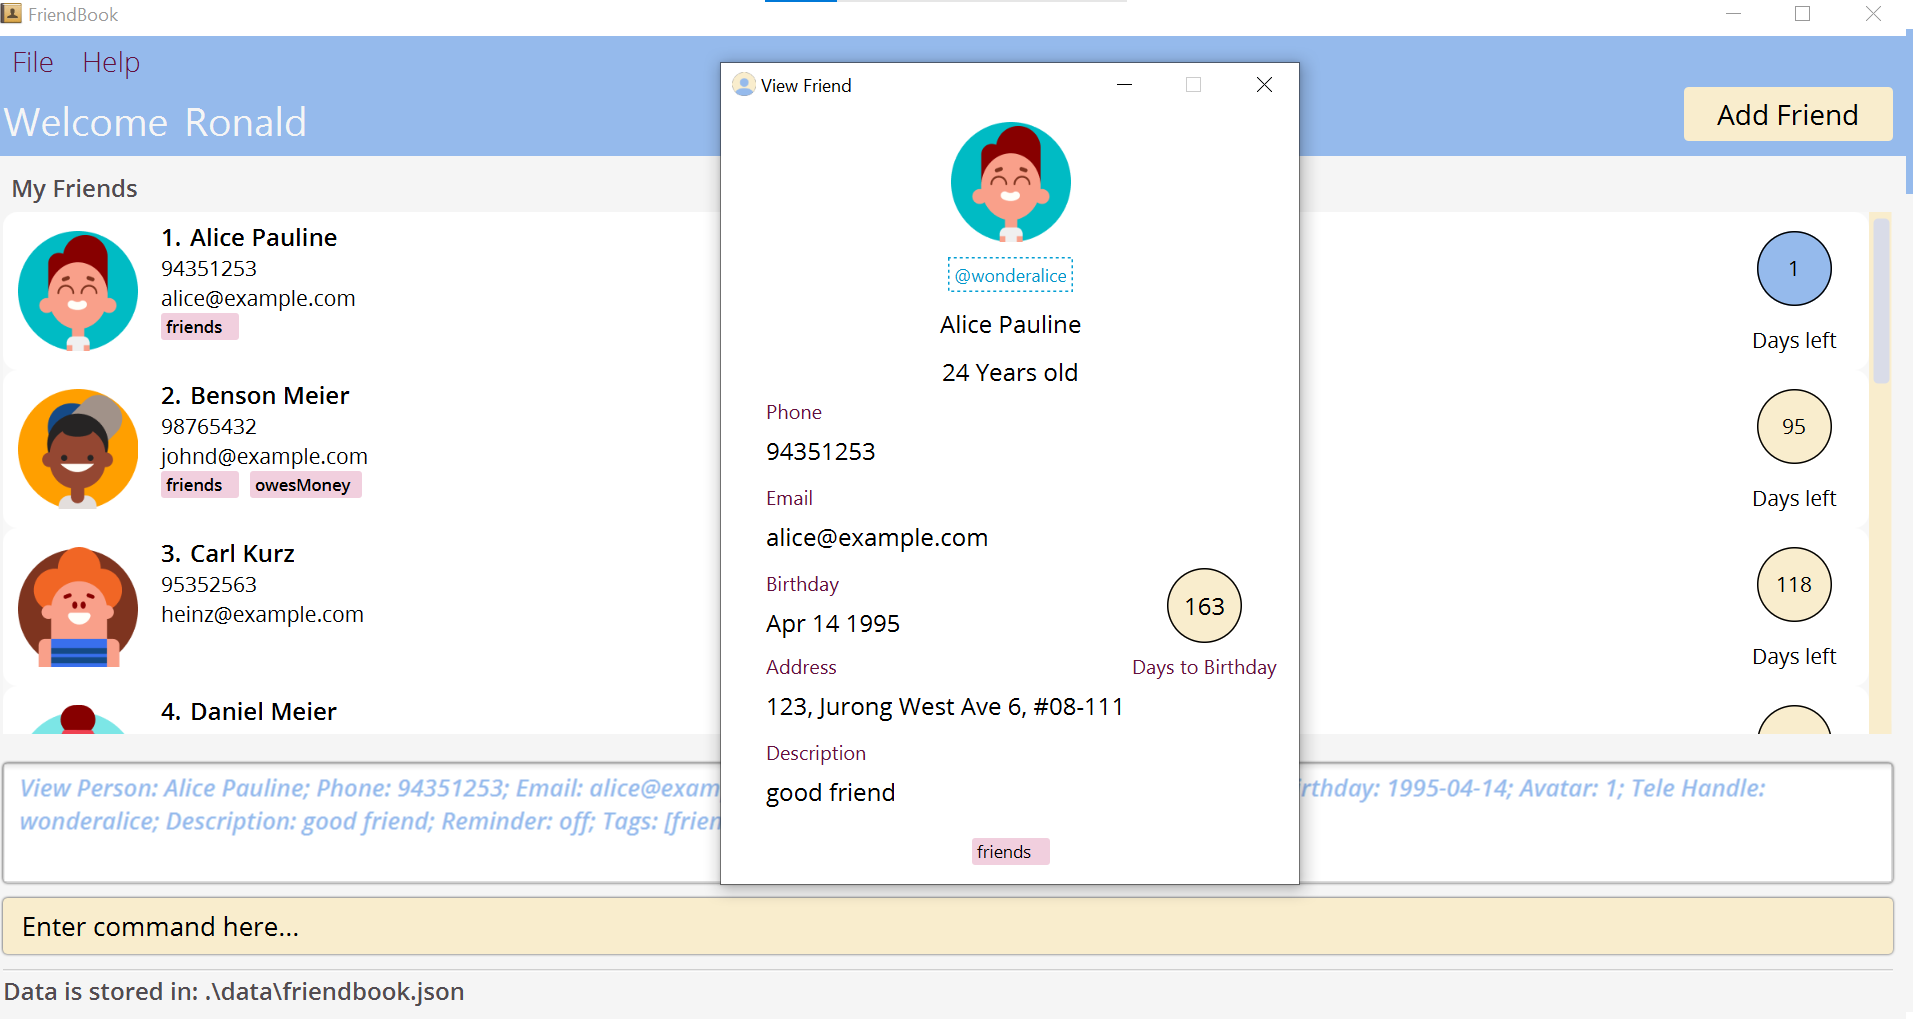 FriendBook
File Help
Welcome Ronald
Add Friend
My Friends
1. Alice Pauline
94351253
alice@example.com
friends
1
Days left
2. Benson Meier
98765432
johnd@example.com
friends owesMoney
95
Days left
3. Carl Kurz
95352563
heinz@example.com
118
Days left
4. Daniel Meier
View Friend
@wonderalice
Alice Pauline
24 Years old
Phone
94351253
Email
alice@example.com
Birthday
Apr 14 1995
163
Days to Birthday
Address
123, Jurong West Ave 6, #08-111
Description
good friend
friends
View Person: Alice Pauline; Phone: 94351253; Email: alice@exam rthday: 1995-04-14; Avatar: 1; Tele Handle:
wonderalice; Description: good friend; Reminder: off; Tags: [frien
Enter command here...
Data is stored in: .\data\friendbook.json